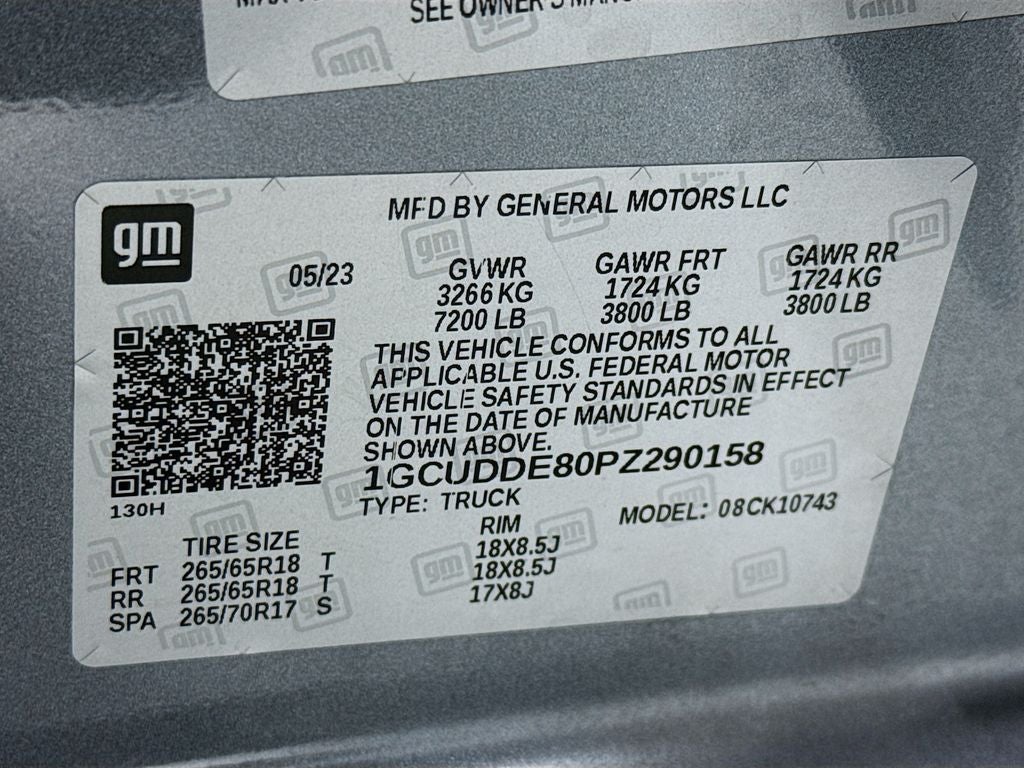 SEE OWNER'S
gm
MFD BY GENERAL MOTORS LLC
05/23
GVWR GAWR FRT GAWR RR
3266 KG 1724 KG 1724 KG
7200 LB 3800 LB 3800 LB
THIS VEHICLE CONFORMS TO ALL
APPLICABLE U.S. FEDERAL MOTOR
VEHICLE SAFETY STANDARDS IN EFFECT
ON THE DATE OF MANUFACTURE
SHOWN ABOVE.
1GCUDDE80PZ290158
130H
TYPE: TRUCK MODEL: 08CK10743
TIRE SIZE RIM
FRT 265/65R18 T 18X8.5J
RR 265/65R18 T 18X8.5J
SPA 265/70R17 S 17X8J